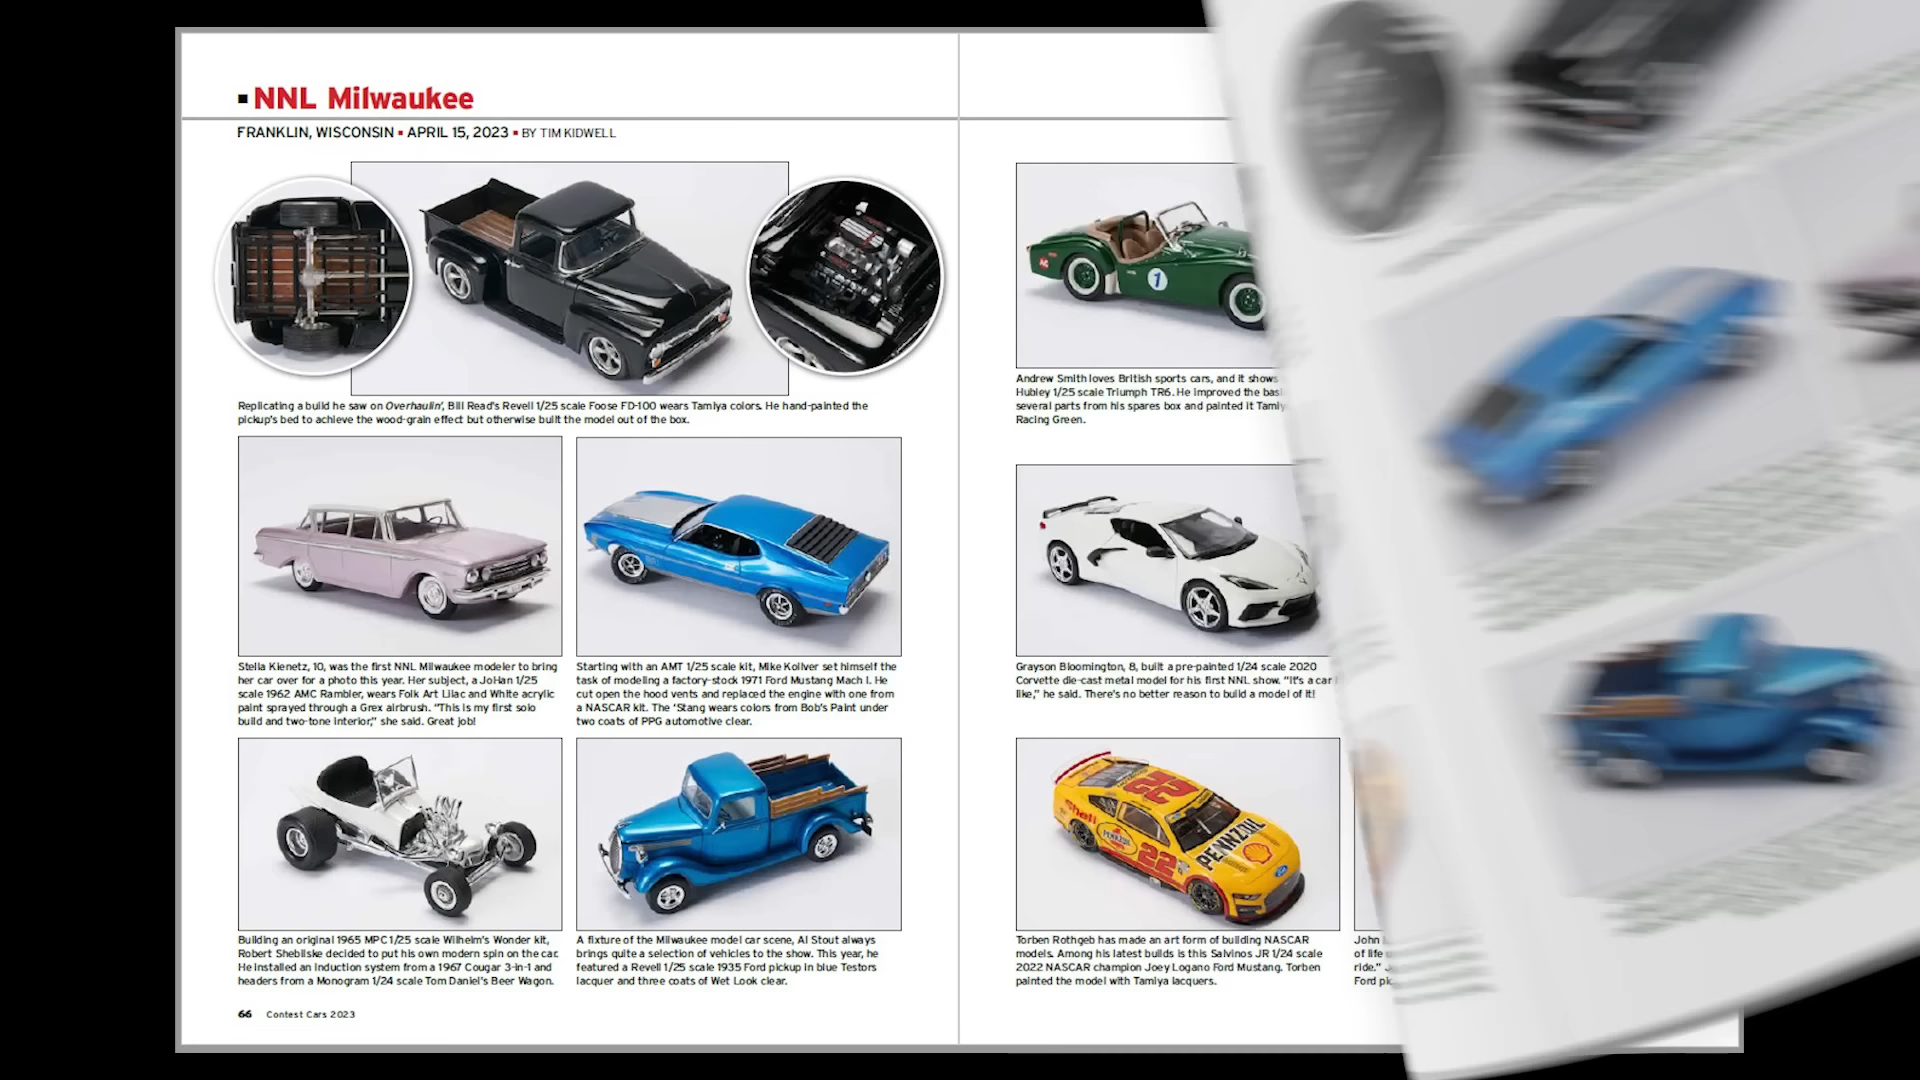 NNL Milwaukee
FRANKLIN, WISCONSIN ▪ APRIL 15, 2023 ▪ BY TIM KIDWELL
Replicating a build he saw on Overhaulin', Bill Read's Revell 1/25 scale Foose FD-100 wears Tamiya colors. He hand-painted the
pickup's bed to achieve the wood-grain effect but otherwise built the model out of the box.
Stella Kienetz, 10, was the first NNL Milwaukee modeler to bring
her car over for a photo this year. Her subject, a JoHan 1/25
scale 1962 AMC Rambler, wears Folk Art Lilac and White acrylic
paint sprayed through a Grex airbrush. "This is my first solo
build and two-tone interior," she said. Great job!
Starting with an AMT 1/25 scale kit, Mike Kollver set himself the
task of modeling a factory-stock 1971 Ford Mustang Mach I. He
cut open the hood vents and replaced the engine with one from
a NASCAR kit. The 'Stang wears colors from Bob's Paint under
two coats of PPG automotive clear.
Building an original 1965 MPC 1/25 scale Wilhelm's Wonder kit,
Robert Shebilske decided to put his own modern spin on the car.
He installed an induction system from a 1967 Cougar 3-in-1 and
headers from a Monogram 1/24 scale Tom Daniel's Beer Wagon.
A fixture of the Milwaukee model car scene, Al Stout always
brings quite a selection of vehicles to the show. This year, he
featured a Revell 1/25 scale 1935 Ford pickup in blue Testors
lacquer and three coats of Wet Look clear.
66 Contest Cars 2023
1
Andrew Smith loves British sports cars, and it shows
Hubley 1/25 scale Triumph TR6. He improved the
several parts from his spares box and painted it
Racing Green.
Grayson Bloomington, 8, built a pre-painted 1/24 scale 2020
Corvette die-cast metal model for his first NNL show. "It's a car I
like," he said. There's no better reason to build a model of it!
22
Shell
PENNZOIL
22
PENNZOIL
Torben Rothgeb has made an art form of building NASCAR
models. Among his latest builds is this Salvinos JR 1/24 scale
2022 NASCAR champion Joey Logano Ford Mustang. Torben
painted the model with Tamiya lacquers.
John
of life
ride."
Ford